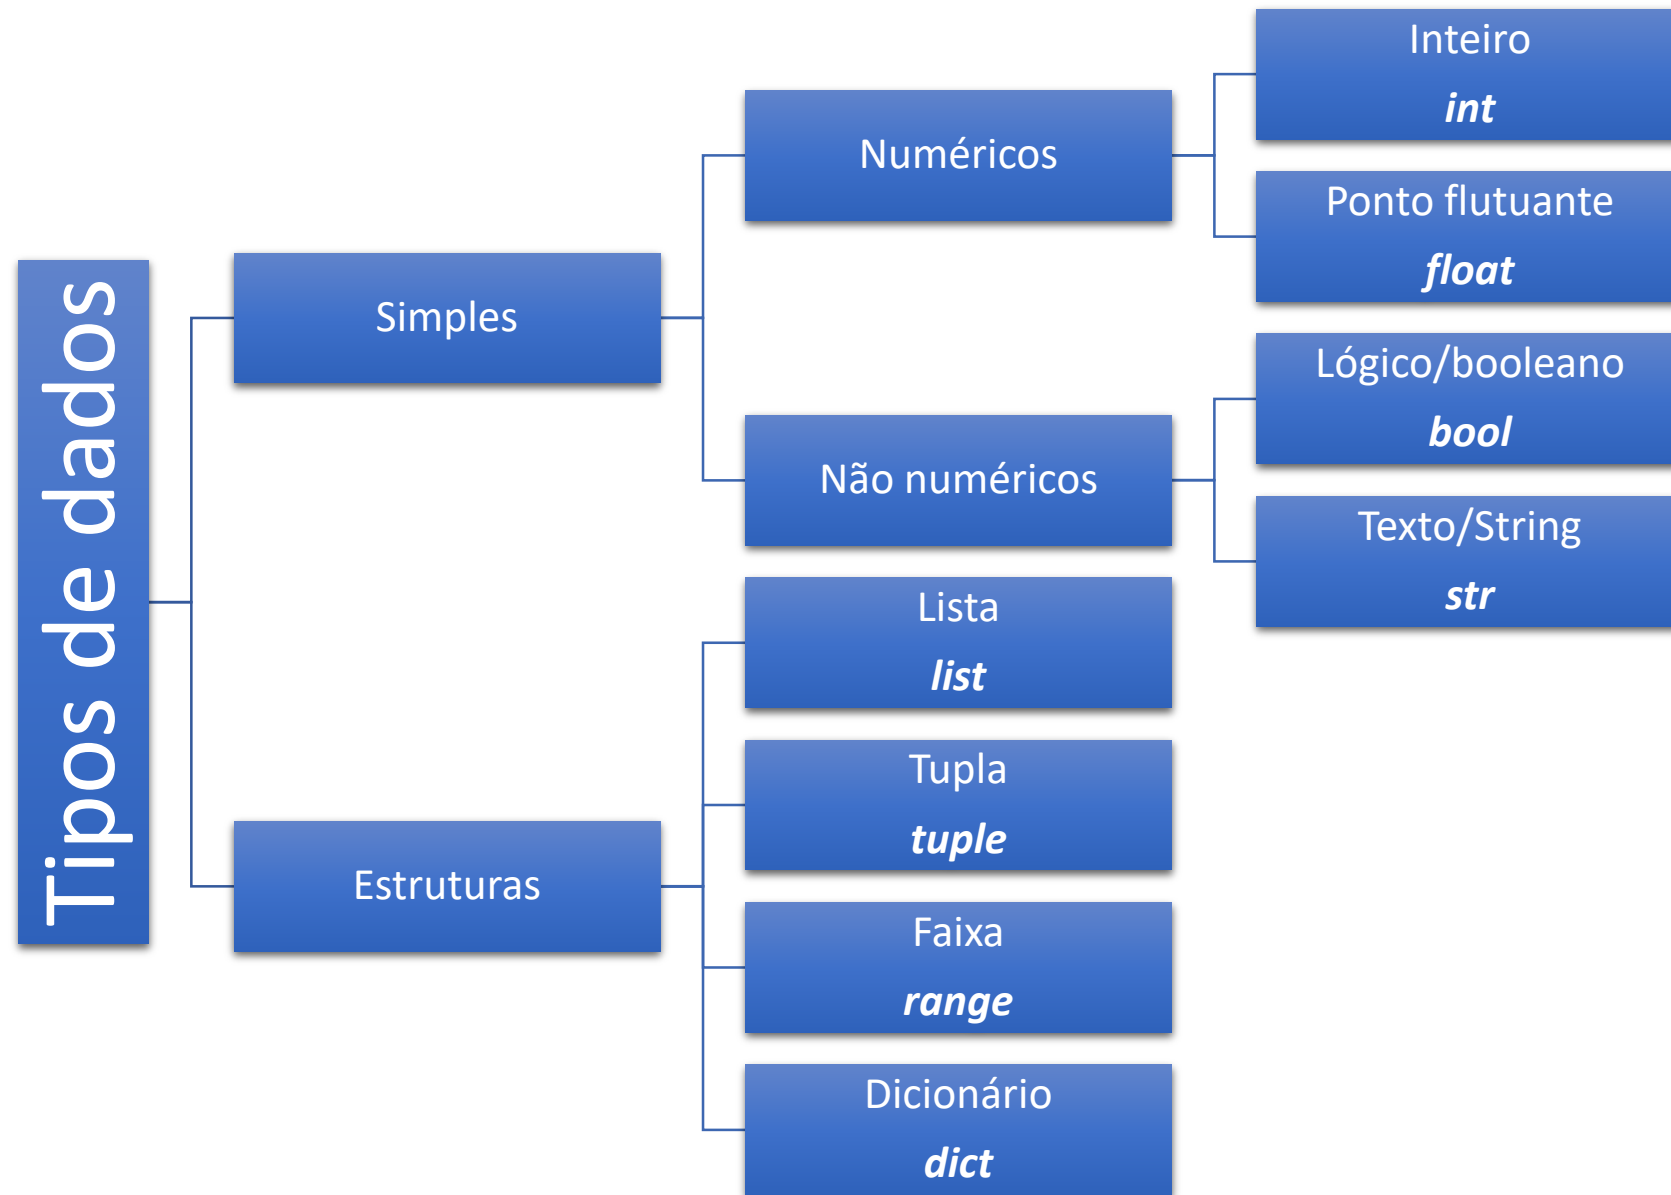 Tipos de dados
Simples
Numéricos
Inteiro
int
Ponto flutuante
float
Não numéricos
Lógico/booleano
bool
Texto/String
str
Estruturas
Lista
list
Tupla
tuple
Faixa
range
Dicionário
dict